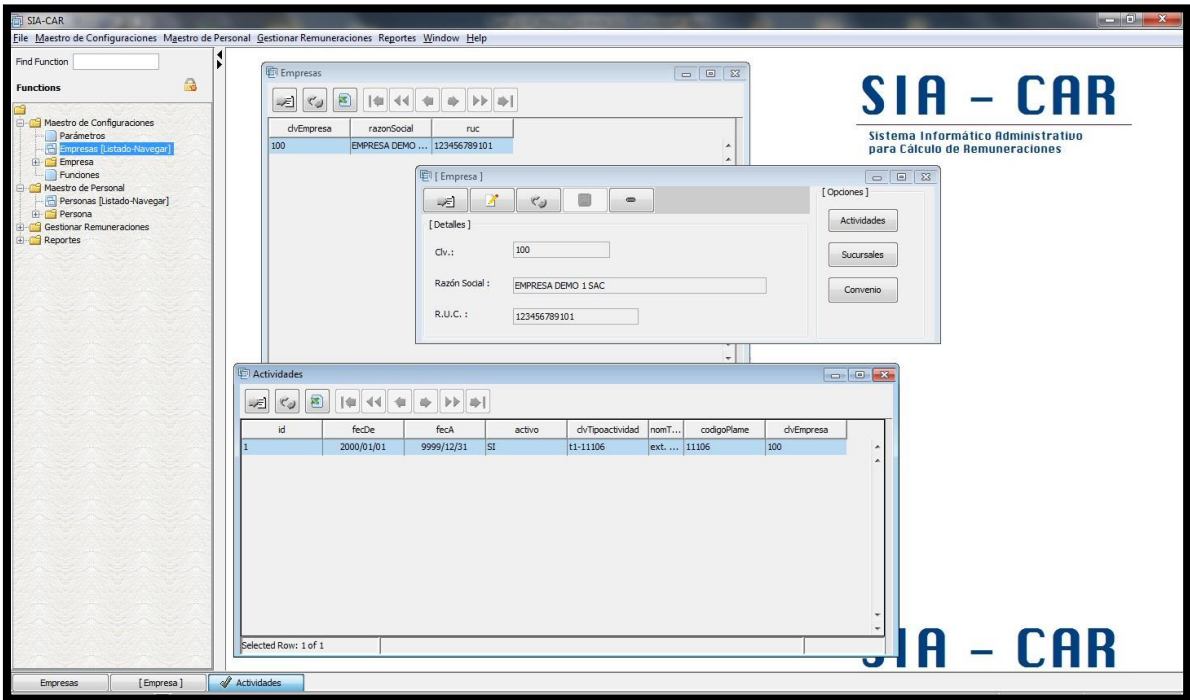 SIA-CAR
File Maestro de Configuraciones Maestro de Personal Gestionar Remuneraciones Reportes Window Help
Find Function
Functions
Maestro de Configuraciones
Parámetros
Empresas [Listado-Navegar]
Empresa
Funciones
Maestro de Personal
Personas [Listado-Navegar]
Persona
Gestionar Remuneraciones
Reportes
Empresas
clvEmpresa razonSocial ruc
100 EMPRESA DEMO ... 123456789101
SIA - CAR
Sistema Informático Administrativo
para Cálculo de Remuneraciones
[ Empresa ]
[ Detalles ]
Clv.: 100
Razón Social : EMPRESA DEMO 1 SAC
R.U.C. : 123456789101
[ Opciones ]
Actividades
Sucursales
Convenio
Actividades
id fecDe fecA activo clvTipoactividad nomT... codigoPlame clvEmpresa
1 2000/01/01 9999/12/31 SI t1-11106 ext. ... 11106 100
Selected Row: 1 of 1
SIA - CAR
Empresas [ Empresa ] Actividades